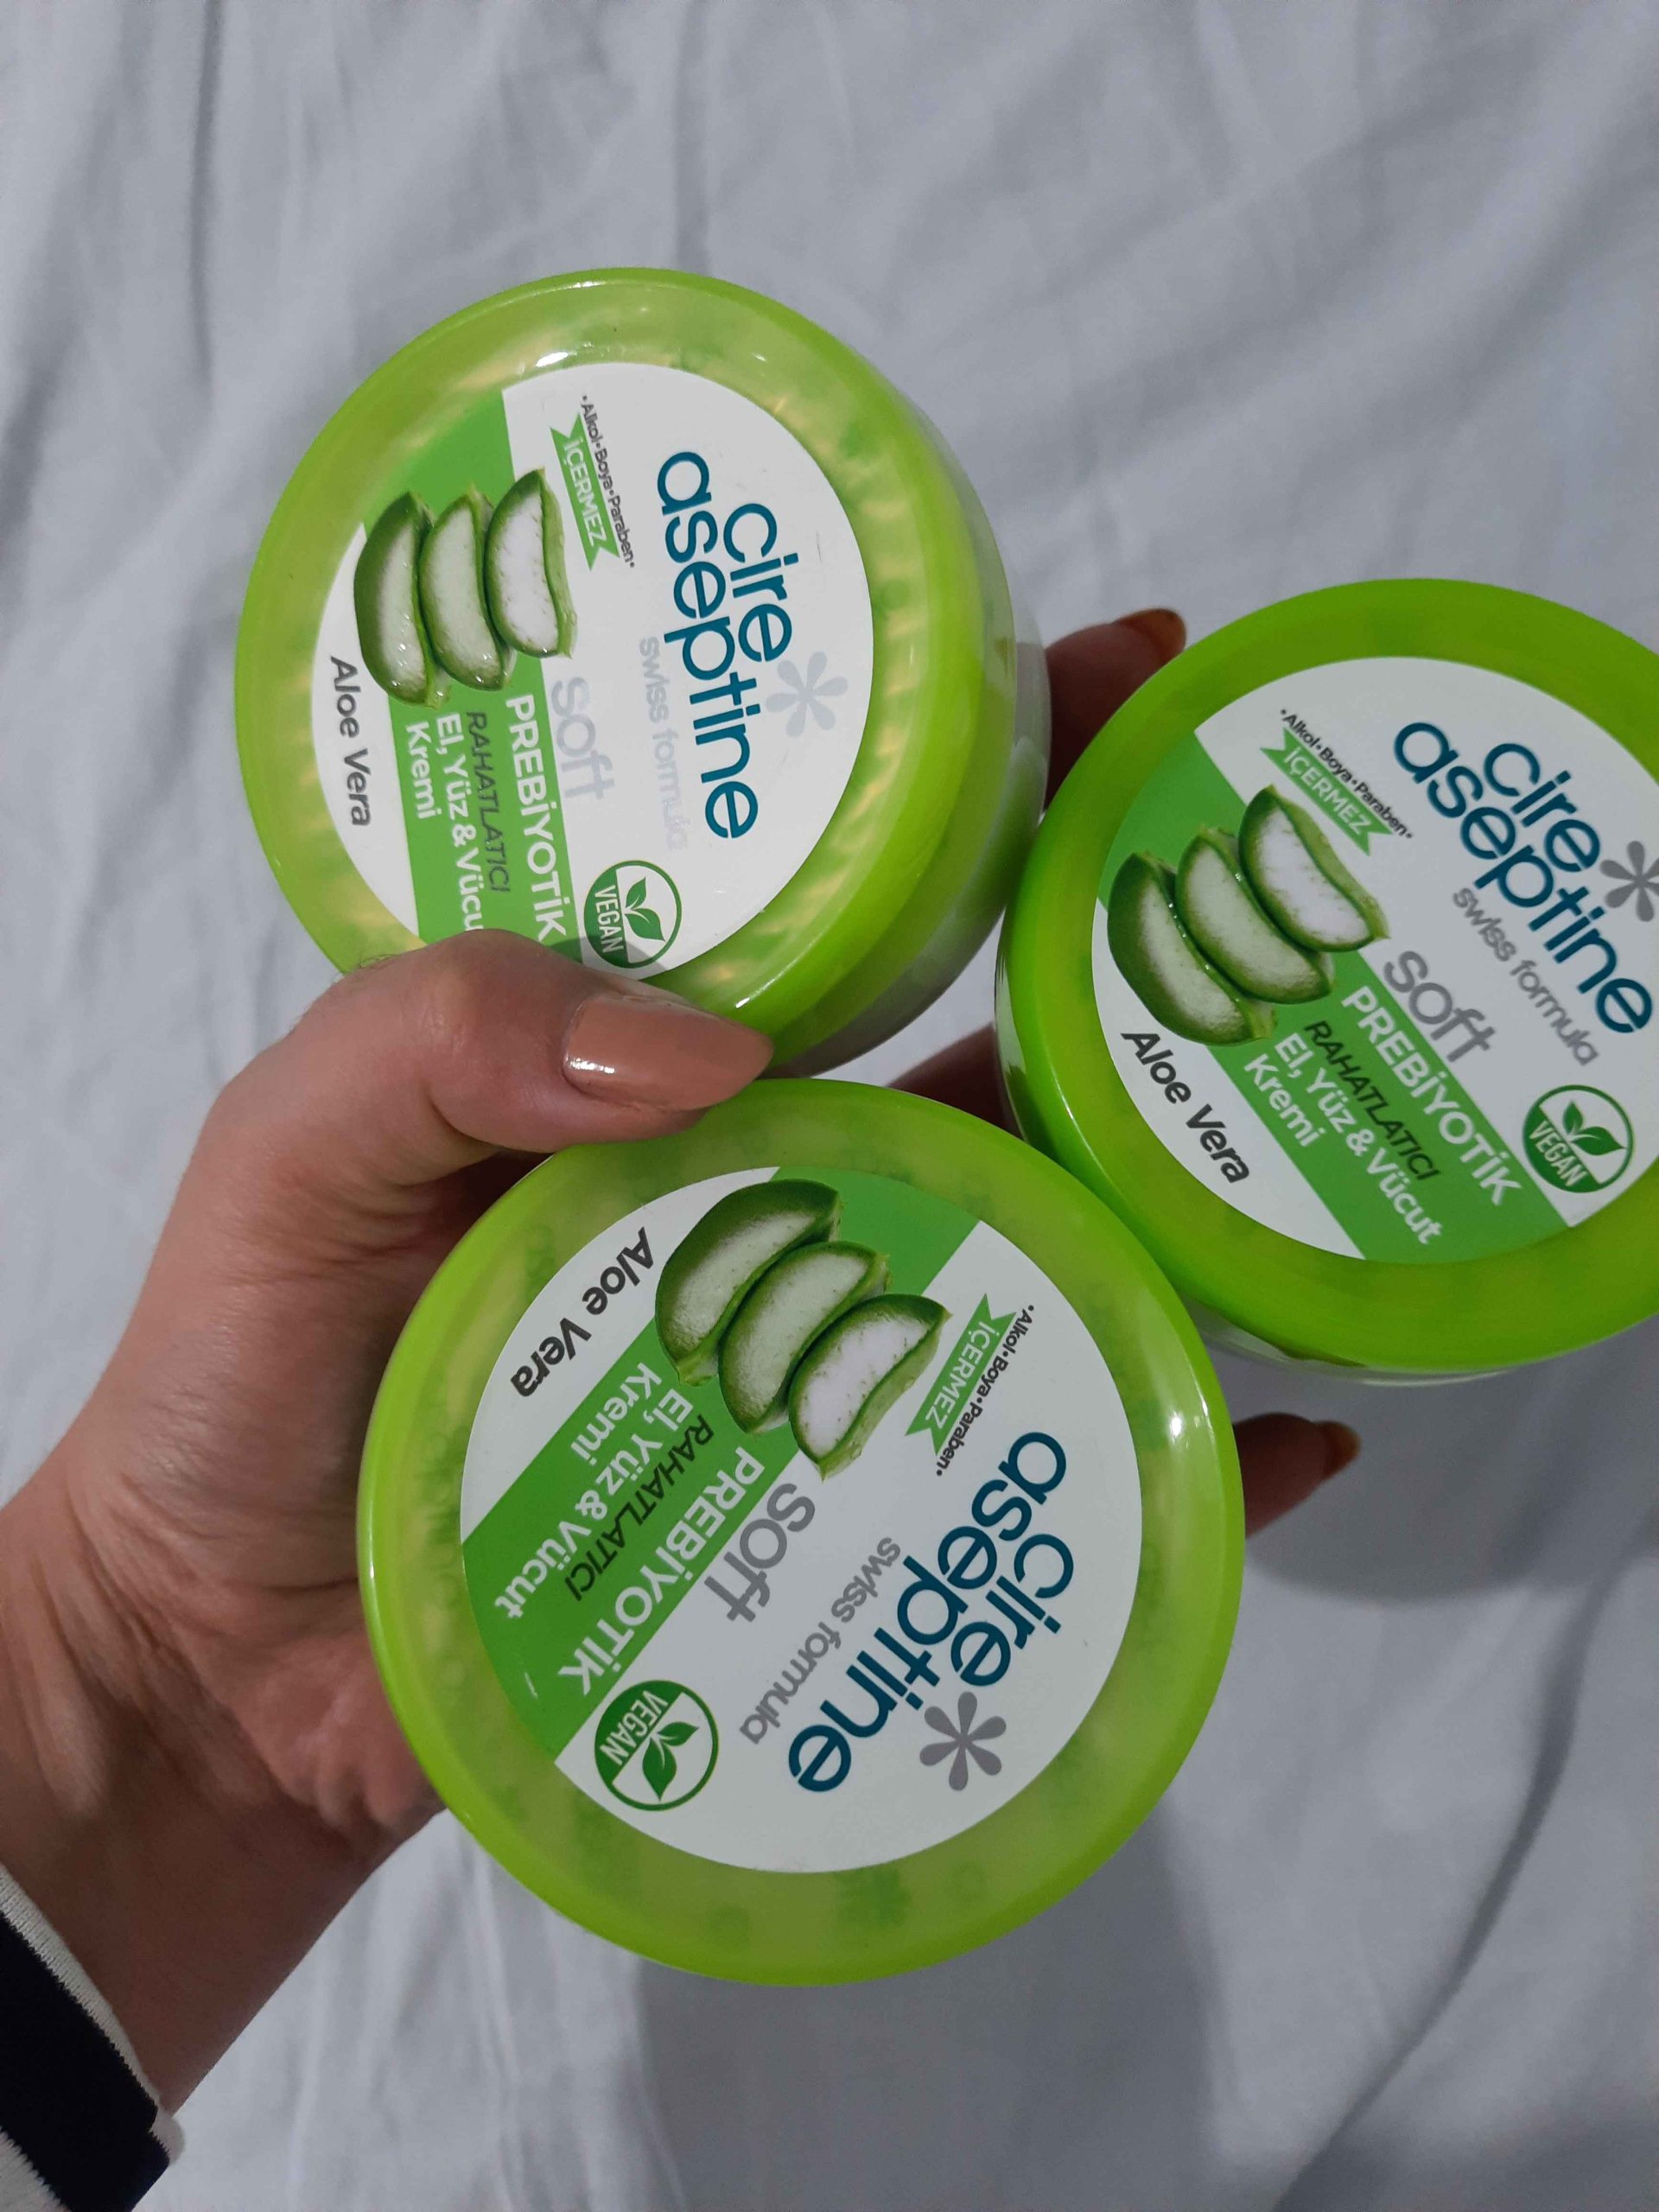 cire
aseptine
swiss formula
•Alkol•Boya•Paraben•
İÇERMEZ
soft
PREBİYOTİK
RAHATLATICI
El, Yüz & Vücu
Kremi
Aloe Vera
VEGAN
cire
aseptine
swiss formula
•Alkol•Boya•Paraben•
İÇERMEZ
soft
PREBİYOTİK
RAHATLATICI
El, Yüz & Vücut
Kremi
Aloe Vera
VEGAN
cire
aseptine
swiss formula
•Alkol•Boya•Paraben•
İÇERMEZ
soft
PREBİYOTİK
RAHATLATICI
El, Yüz & Vücut
Kremi
Aloe Vera
VEGAN